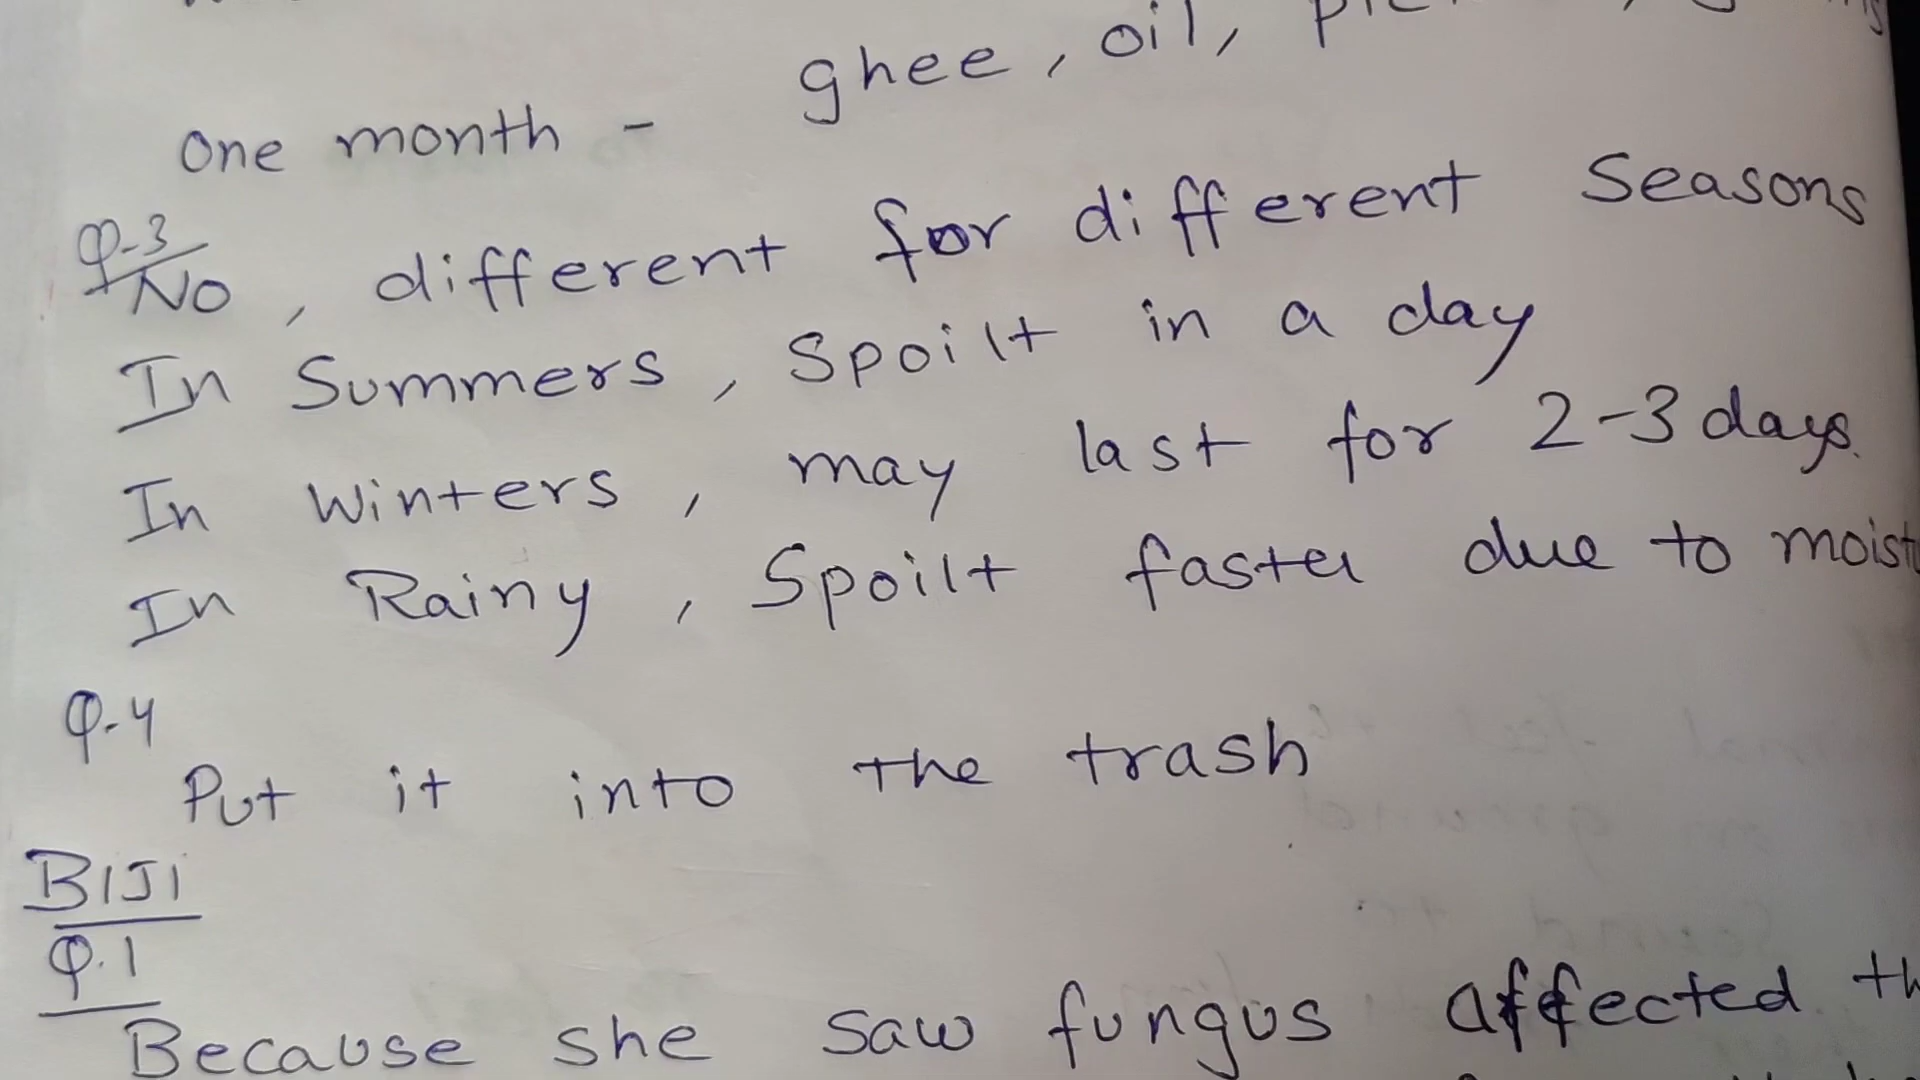 ghee, oil,
One month -
Q-3
No, different for different Seasons
In Summers, Spoilt in a day
In Winters, may last for 2-3 days.
In Rainy, Spoilt faster due to
Q-4
Put it into the trash
BIJI
Q.1
Because she saw fungus affected